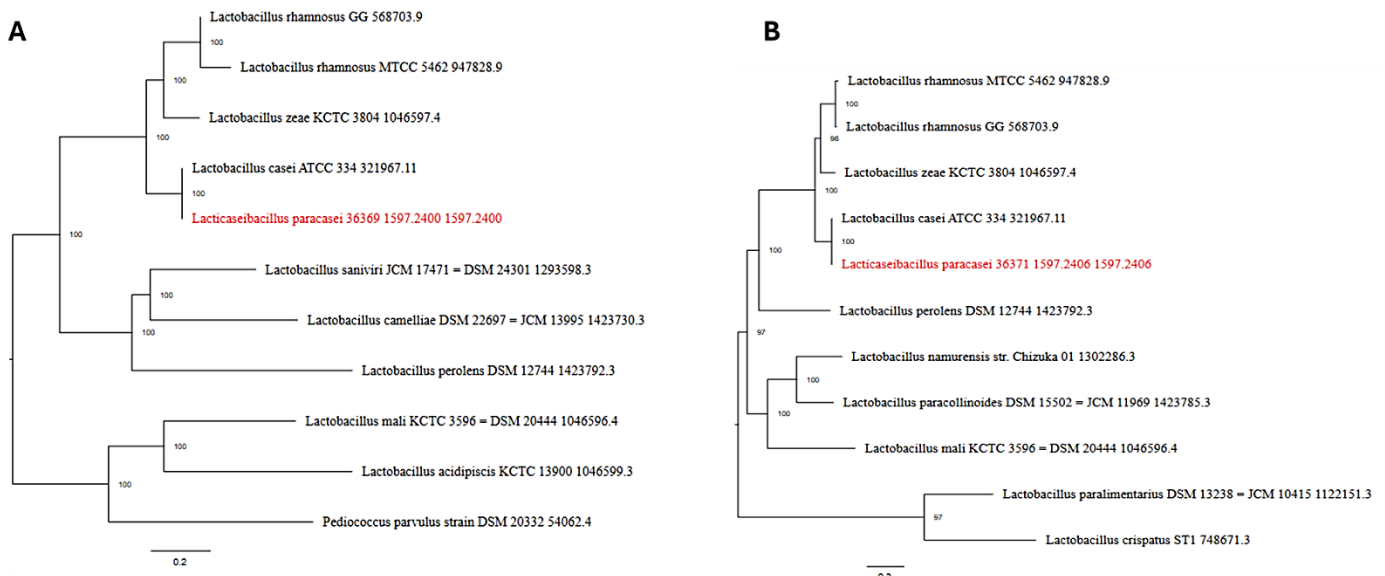 A
Lactobacillus rhamnosus GG 568703.9
100
Lactobacillus rhamnosus MTCC 5462 947828.9
100
Lactobacillus zeae KCTC 3804 1046597.4
100
Lactobacillus casei ATCC 334 321967.11
100
Lacticaseibacillus paracasei 36369 1597.2400 1597.2400
100
Lactobacillus saniviri JCM 17471 = DSM 24301 1293598.3
100
Lactobacillus camelliae DSM 22697 = JCM 13995 1423730.3
100
Lactobacillus perolens DSM 12744 1423792.3
Lactobacillus mali KCTC 3596 = DSM 20444 1046596.4
100
Lactobacillus acidipiscis KCTC 13900 1046599.3
100
Pediococcus parvulus strain DSM 20332 54062.4
0.2
B
Lactobacillus rhamnosus MTCC 5462 947828.9
100
Lactobacillus rhamnosus GG 568703.9
96
Lactobacillus zeae KCTC 3804 1046597.4
100
Lactobacillus casei ATCC 334 321967.11
100
Lacticaseibacillus paracasei 36371 1597.2406 1597.2406
100
Lactobacillus perolens DSM 12744 1423792.3
97
Lactobacillus namurensis str. Chizuka 01 1302286.3
100
Lactobacillus paracollinoides DSM 15502 = JCM 11969 1423785.3
100
Lactobacillus mali KCTC 3596 = DSM 20444 1046596.4
Lactobacillus paralimentarius DSM 13238 = JCM 10415 1122151.3
97
Lactobacillus crispatus ST1 748671.3